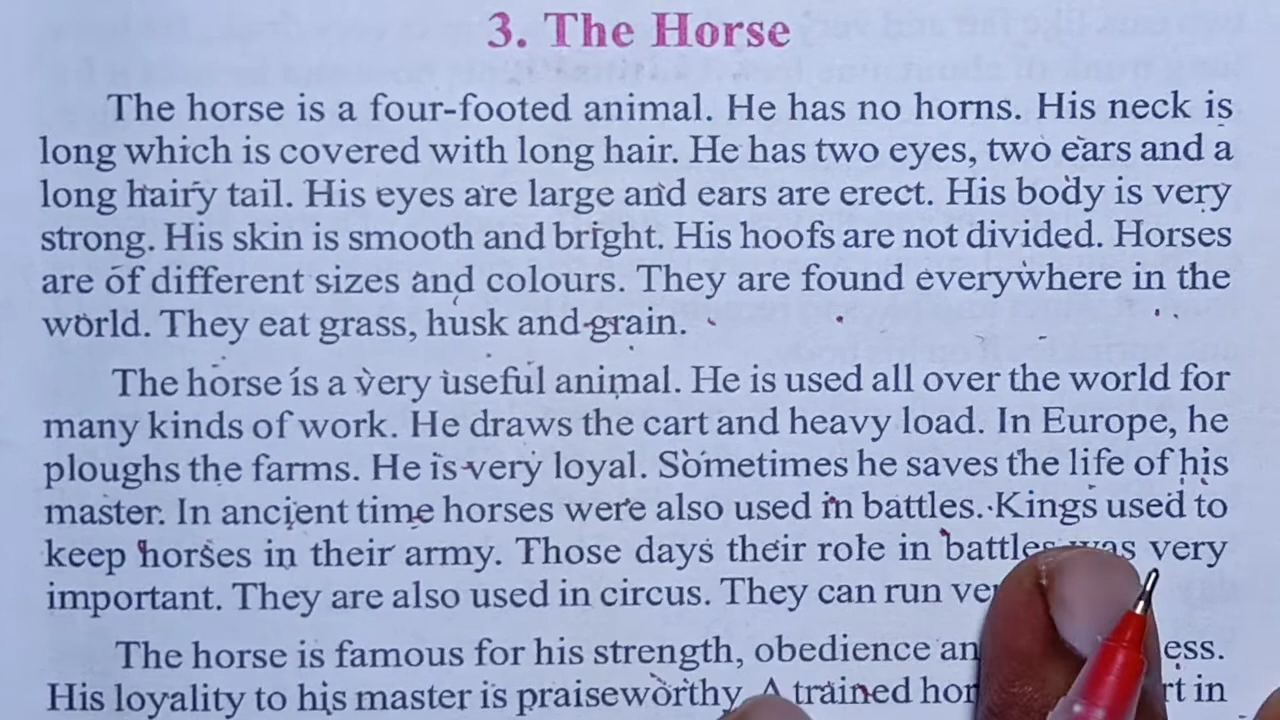 3. The Horse
The horse is a four-footed animal. He has no horns. His neck is
long which is covered with long hair. He has two eyes, two ears and a
long hairy tail. His eyes are large and ears are erect. His body is very
strong. His skin is smooth and bright. His hoofs are not divided. Horses
are of different sizes and colours. They are found everywhere in the
world. They eat grass, husk and grain.
The horse is a very useful animal. He is used all over the world for
many kinds of work. He draws the cart and heavy load. In Europe, he
ploughs the farms. He is very loyal. Sometimes he saves the life of his
master. In ancient time horses were also used in battles. Kings used to
keep horses in their army. Those days their role in battles was very
important. They are also used in circus. They can run
The horse is famous for his strength, obedience
His loyality to his master is praiseworthy. A trained in